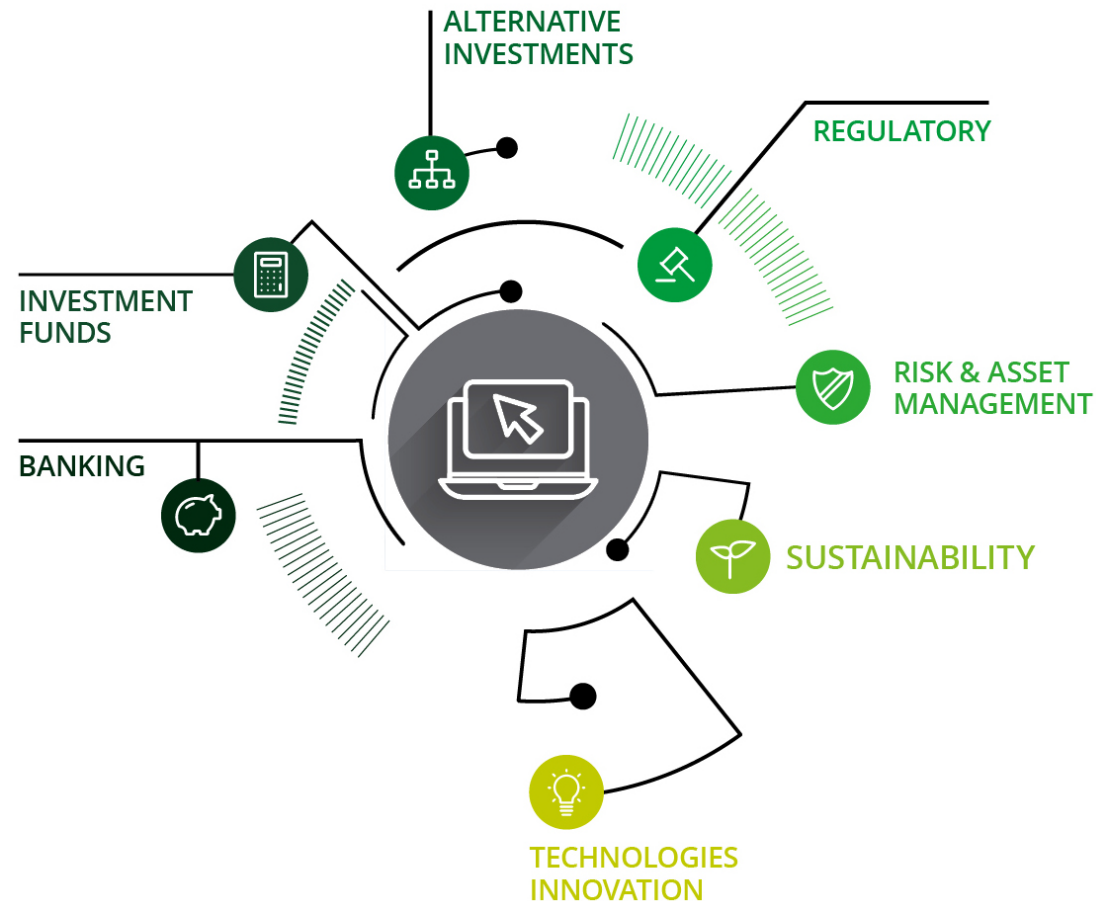 ALTERNATIVE
INVESTMENTS
REGULATORY
INVESTMENT
FUNDS
RISK & ASSET
MANAGEMENT
BANKING
SUSTAINABILITY
TECHNOLOGIES
INNOVATION